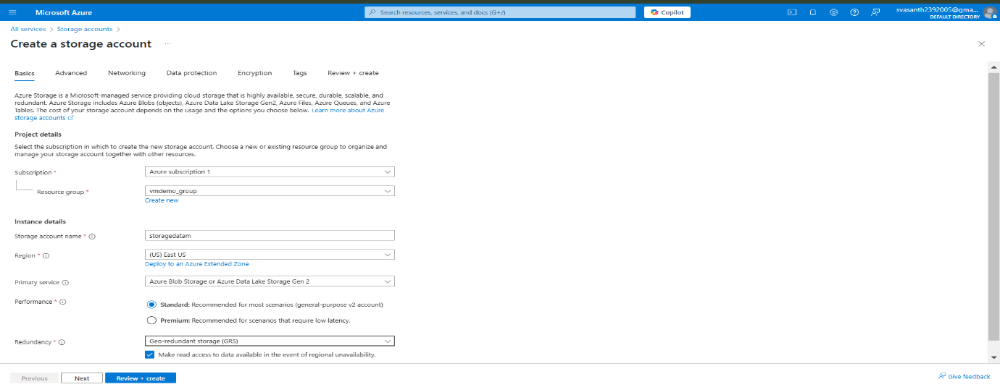 Microsoft Azure
Search resources, services, and docs (G+/)
Copilot
svasanth2392005@gma...
DEFAULT DIRECTORY
All services > Storage accounts >
Create a storage account ...
Basics Advanced Networking Data protection Encryption Tags Review + create
Azure Storage is a Microsoft-managed service providing cloud storage that is highly available, secure, durable, scalable, and
redundant. Azure Storage includes Azure Blobs (objects), Azure Data Lake Storage Gen2, Azure Files, Azure Queues, and Azure
Tables. The cost of your storage account depends on the usage and the options you choose below. Learn more about Azure
storage accounts
Project details
Select the subscription in which to create the new storage account. Choose a new or existing resource group to organize and
manage your storage account together with other resources.
Subscription * Azure subscription 1
Resource group * vmdemo_group
Create new
Instance details
Storage account name * storagedatam
Region * (US) East US
Deploy to an Azure Extended Zone
Primary service Azure Blob Storage or Azure Data Lake Storage Gen 2
Performance * Standard: Recommended for most scenarios (general-purpose v2 account)
Premium: Recommended for scenarios that require low latency.
Redundancy * Geo-redundant storage (GRS)
Make read access to data available in the event of regional unavailability.
Previous Next Review + create Give feedback